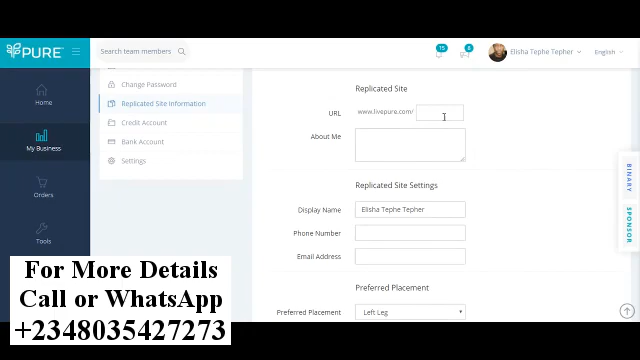 PURE
Search team members
15
8
Elisha Tephe Tepher
English
Home
My Business
Orders
Tools
Change Password
Replicated Site Information
Credit Account
Bank Account
Settings
Replicated Site
URL www.livepure.com/
About Me
Replicated Site Settings
Display Name Elisha Tephe Tepher
Phone Number
Email Address
Preferred Placement
Preferred Placement Left Leg
BINARY
SPONSOR
For More Details
Call or WhatsApp
+2348035427273